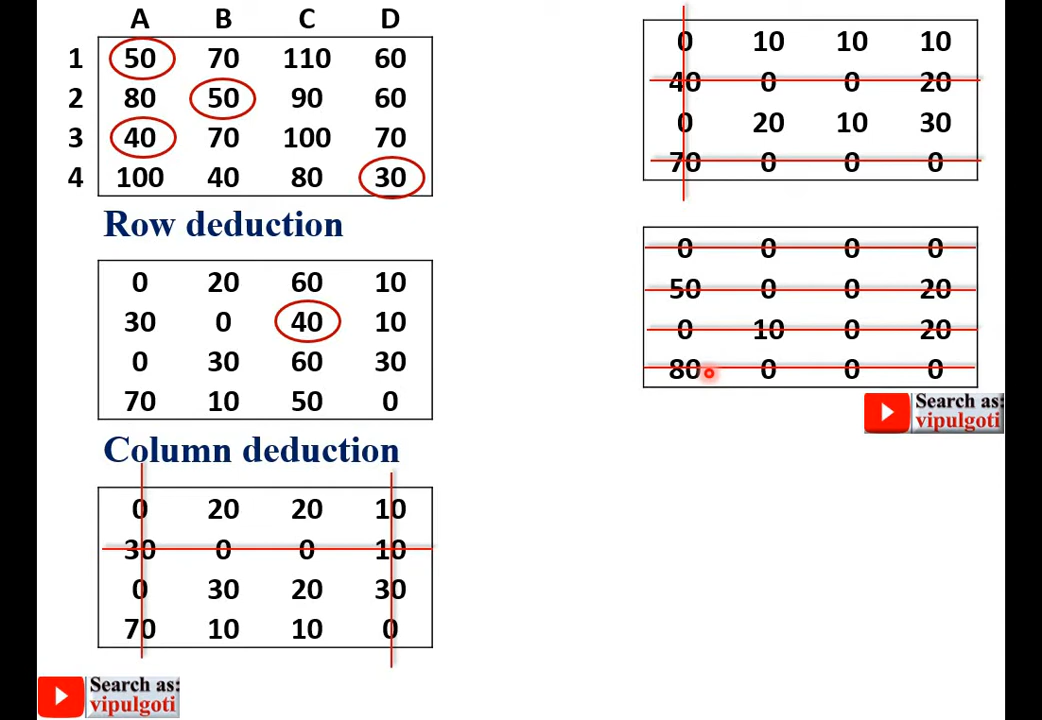 A B C D
1 50 70 110 60
2 80 50 90 60
3 40 70 100 70
4 100 40 80 30
Row deduction
0 20 60 10
30 0 40 10
0 30 60 30
70 10 50 0
Column deduction
0 20 20 10
30 0 0 10
0 30 20 30
70 10 10 0
Search as:
vipulgoti
0 10 10 10
40 0 0 20
0 20 10 30
70 0 0 0
0 0 0 0
50 0 0 20
0 10 0 20
80 0 0 0
Search as:
vipulgoti